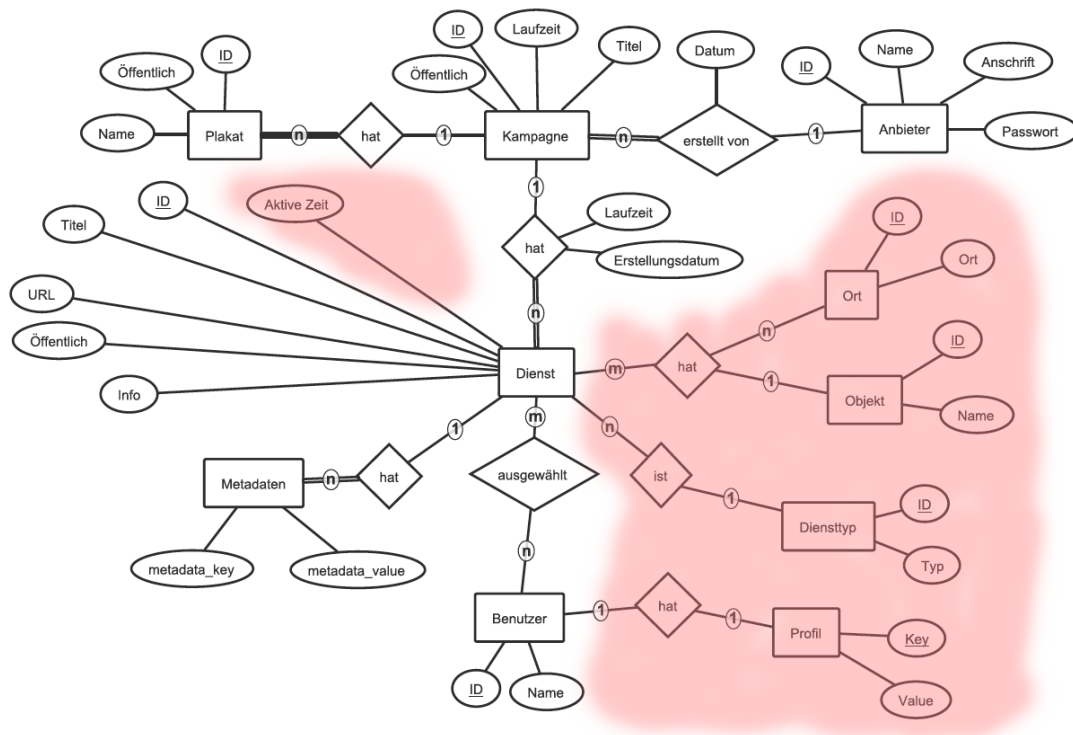 ID
Laufzeit
Titel
Datum
Name
ID
Anschrift
Öffentlich
ID
Öffentlich
Name
Plakat
n
hat
1
Kampagne
n
erstellt von
1
Anbieter
Passwort
1
ID
Aktive Zeit
Laufzeit
ID
Titel
hat
Erstellungsdatum
Ort
URL
n
Ort
n
ID
Öffentlich
Dienst
m
hat
1
Objekt
Info
m
n
Name
1
Metadaten
n
hat
ausgewählt
ist
1
ID
Diensttyp
n
Typ
metadata_key
metadata_value
Benutzer
1
hat
1
Profil
Key
ID
Name
Value